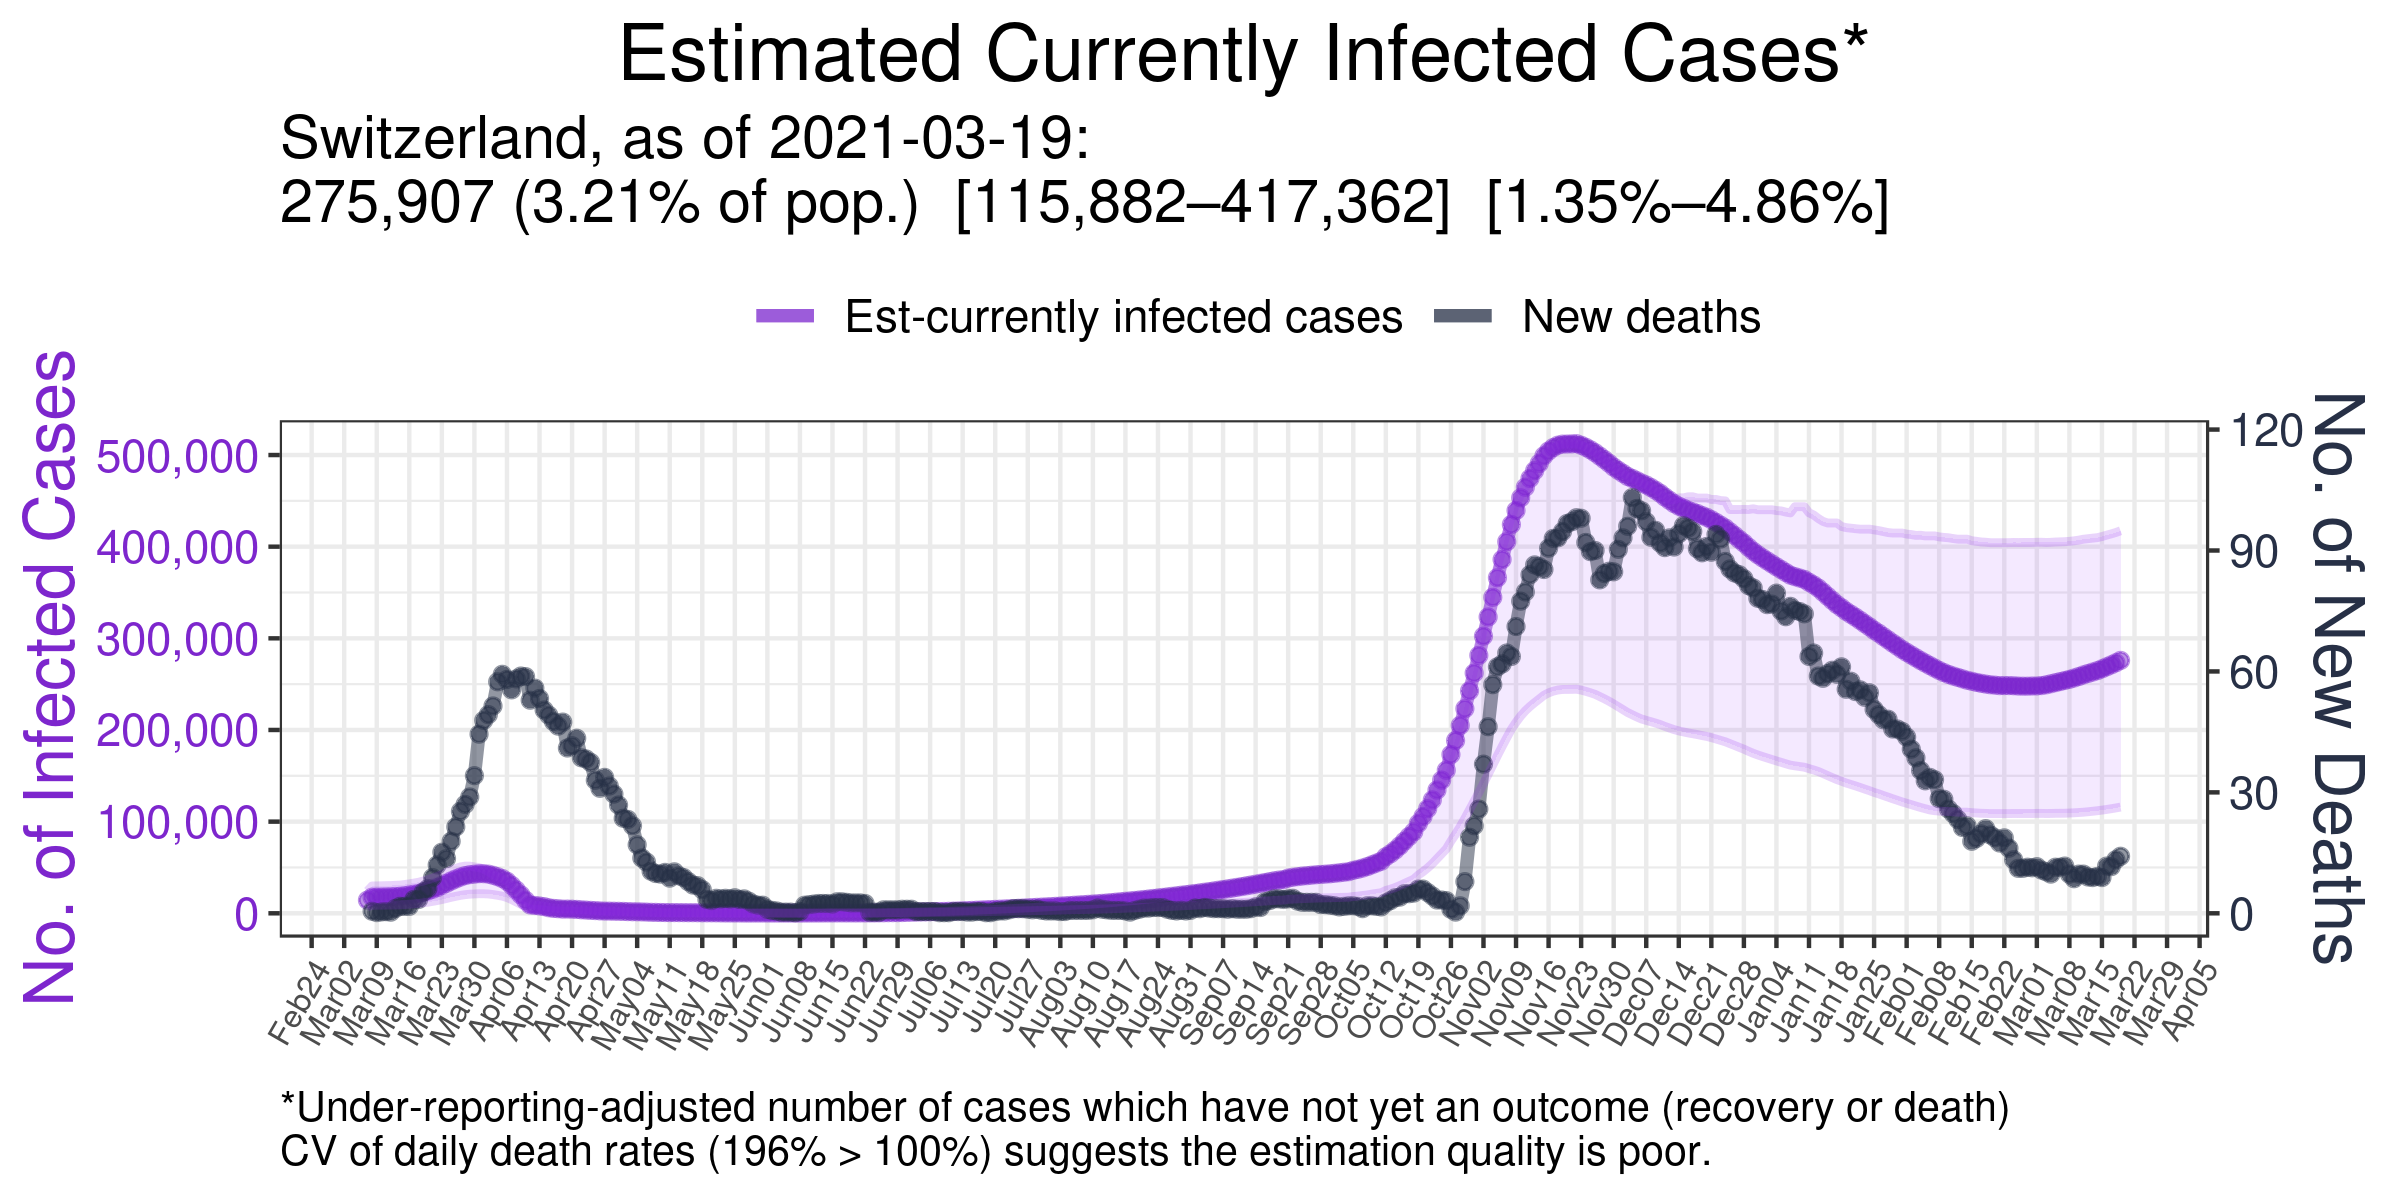 Estimated Currently Infected Cases*
Switzerland, as of 2021-03-19:
275,907 (3.21% of pop.)  [115,882–417,362]  [1.35%–4.86%]
Est-currently infected cases
New deaths
No. of Infected Cases
500,000
400,000
300,000
200,000
100,000
0
120
90
60
30
0
No. of New Deaths
Feb24
Mar02
Mar09
Mar16
Mar23
Mar30
Apr06
Apr13
Apr20
Apr27
May04
May11
May18
May25
Jun01
Jun08
Jun15
Jun22
Jun29
Jul06
Jul13
Jul20
Jul27
Aug03
Aug10
Aug17
Aug24
Aug31
Sep07
Sep14
Sep21
Sep28
Oct05
Oct12
Oct19
Oct26
Nov02
Nov09
Nov16
Nov23
Nov30
Dec07
Dec14
Dec21
Dec28
Jan04
Jan11
Jan18
Jan25
Feb01
Feb08
Feb15
Feb22
Mar01
Mar08
Mar15
Mar22
Mar29
Apr05
*Under-reporting-adjusted number of cases which have not yet an outcome (recovery or death)
CV of daily death rates (196% > 100%) suggests the estimation quality is poor.